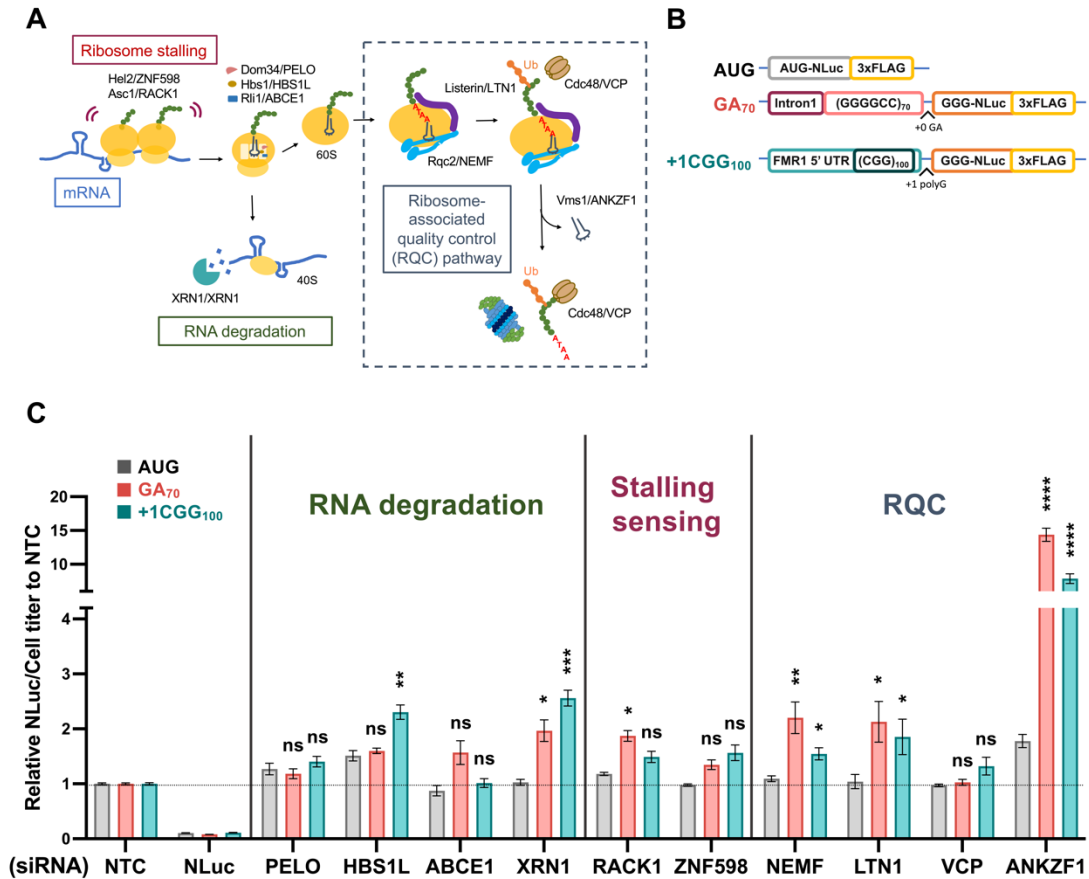 A
Ribosome stalling
Hel2/ZNF598
Asc1/RACK1
Dom34/PELO
Hbs1/HBS1L
Rli1/ABCE1
mRNA
60S
XRN1/XRN1
40S
RNA degradation
Listerin/LTN1
Ub
Cdc48/VCP
A
T
A
A
A
T
A
A
Rqc2/NEMF
Ribosome-
associated
quality control
(RQC) pathway
Vms1/ANKZF1
Ub
Cdc48/VCP
A
T
A
A
B
AUG
AUG-NLuc
3xFLAG
GA₇₀
Intron1
(GGGGCC)₇₀
GGG-NLuc
3xFLAG
+0 GA
+1CGG₁₀₀
FMR1 5' UTR
(CGG)₁₀₀
GGG-NLuc
3xFLAG
+1 polyG
C
AUG
GA₇₀
+1CGG₁₀₀
RNA degradation
Stalling
sensing
RQC
Relative NLuc/Cell titer to NTC
20
15
10
4
3
2
1
0
ns ns
ns **
ns ns
* ***
* ns
ns ns
** *
* *
ns ns
**** ****
(siRNA) NTC NLuc PELO HBS1L ABCE1 XRN1 RACK1 ZNF598 NEMF LTN1 VCP ANKZF1